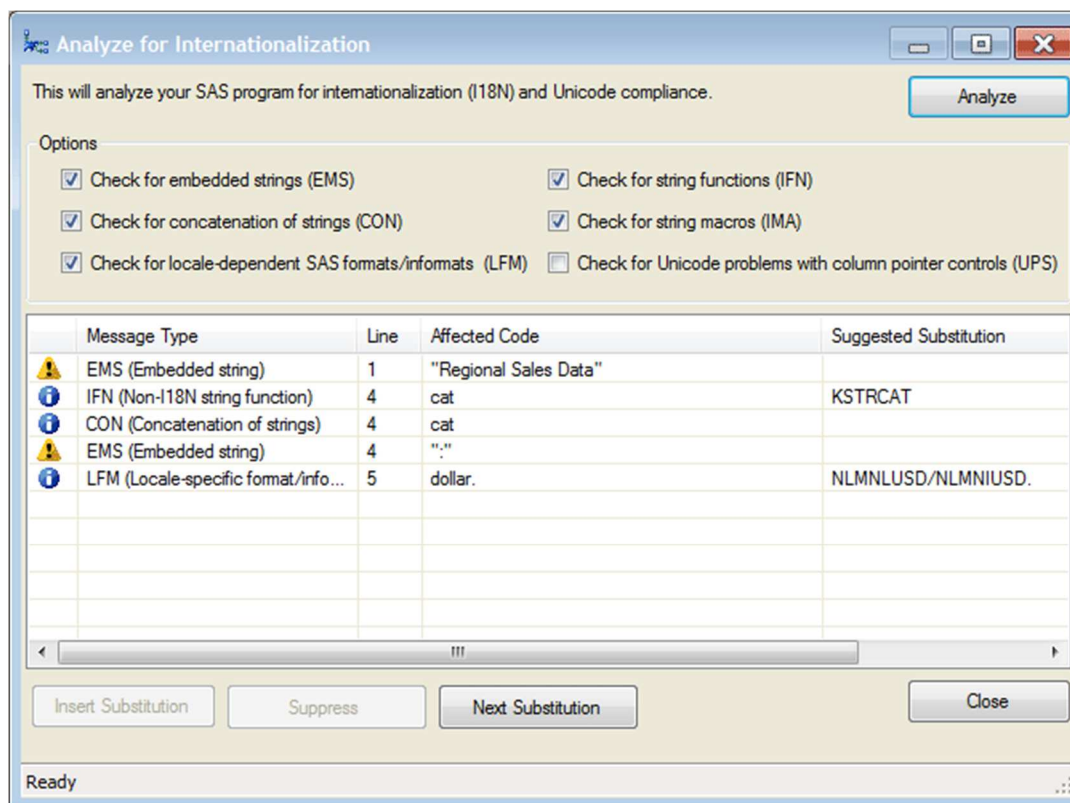 Analyze for Internationalization
This will analyze your SAS program for internationalization (I18N) and Unicode compliance.
Analyze
Options
Check for embedded strings (EMS)
Check for string functions (IFN)
Check for concatenation of strings (CON)
Check for string macros (IMA)
Check for locale-dependent SAS formats/informats (LFM)
Check for Unicode problems with column pointer controls (UPS)
Message Type Line Affected Code Suggested Substitution
EMS (Embedded string) 1 "Regional Sales Data"
IFN (Non-I18N string function) 4 cat KSTRCAT
CON (Concatenation of strings) 4 cat
EMS (Embedded string) 4 ":"
LFM (Locale-specific format/info... 5 dollar. NLMNLUSD/NLMNIUSD.
Insert Substitution
Suppress
Next Substitution
Close
Ready